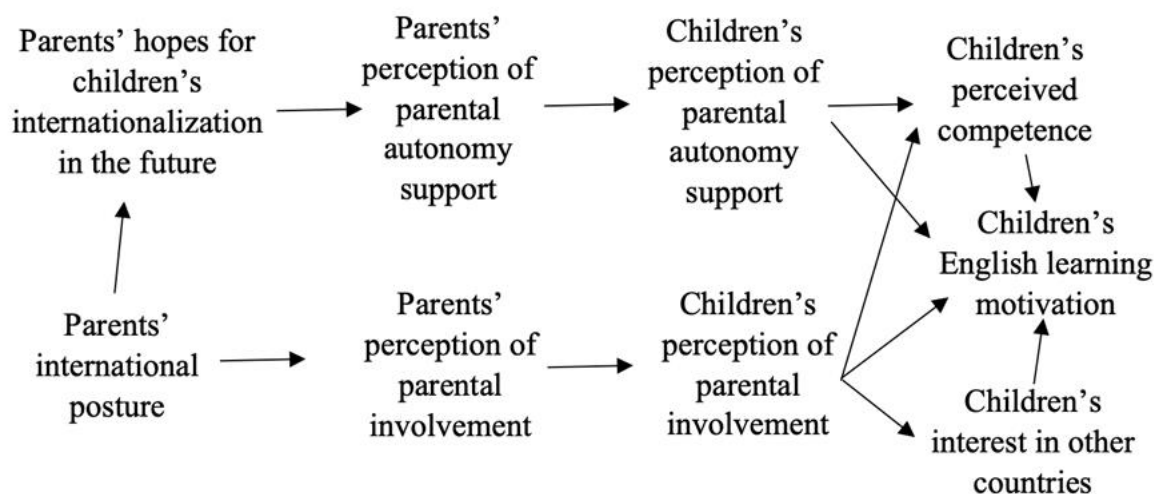 Parents’ hopes for
children’s
internationalization
in the future
Parents’
perception of
parental
autonomy
support
Children’s
perception of
parental
autonomy
support
Children’s
perceived
competence
Children’s
English learning
motivation
Parents’
international
posture
Parents’
perception of
parental
involvement
Children’s
perception of
parental
involvement
Children’s
interest in other
countries